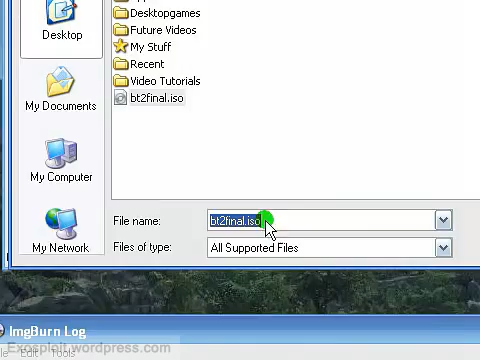 Desktopgames
Future Videos
My Stuff
Recent
Video Tutorials
bt2final.iso
Desktop
My Documents
My Computer
My Network
File name: bt2final.iso
Files of type: All Supported Files
ImgBurn Log
Edit Tools
Exosploit.wordpress.com